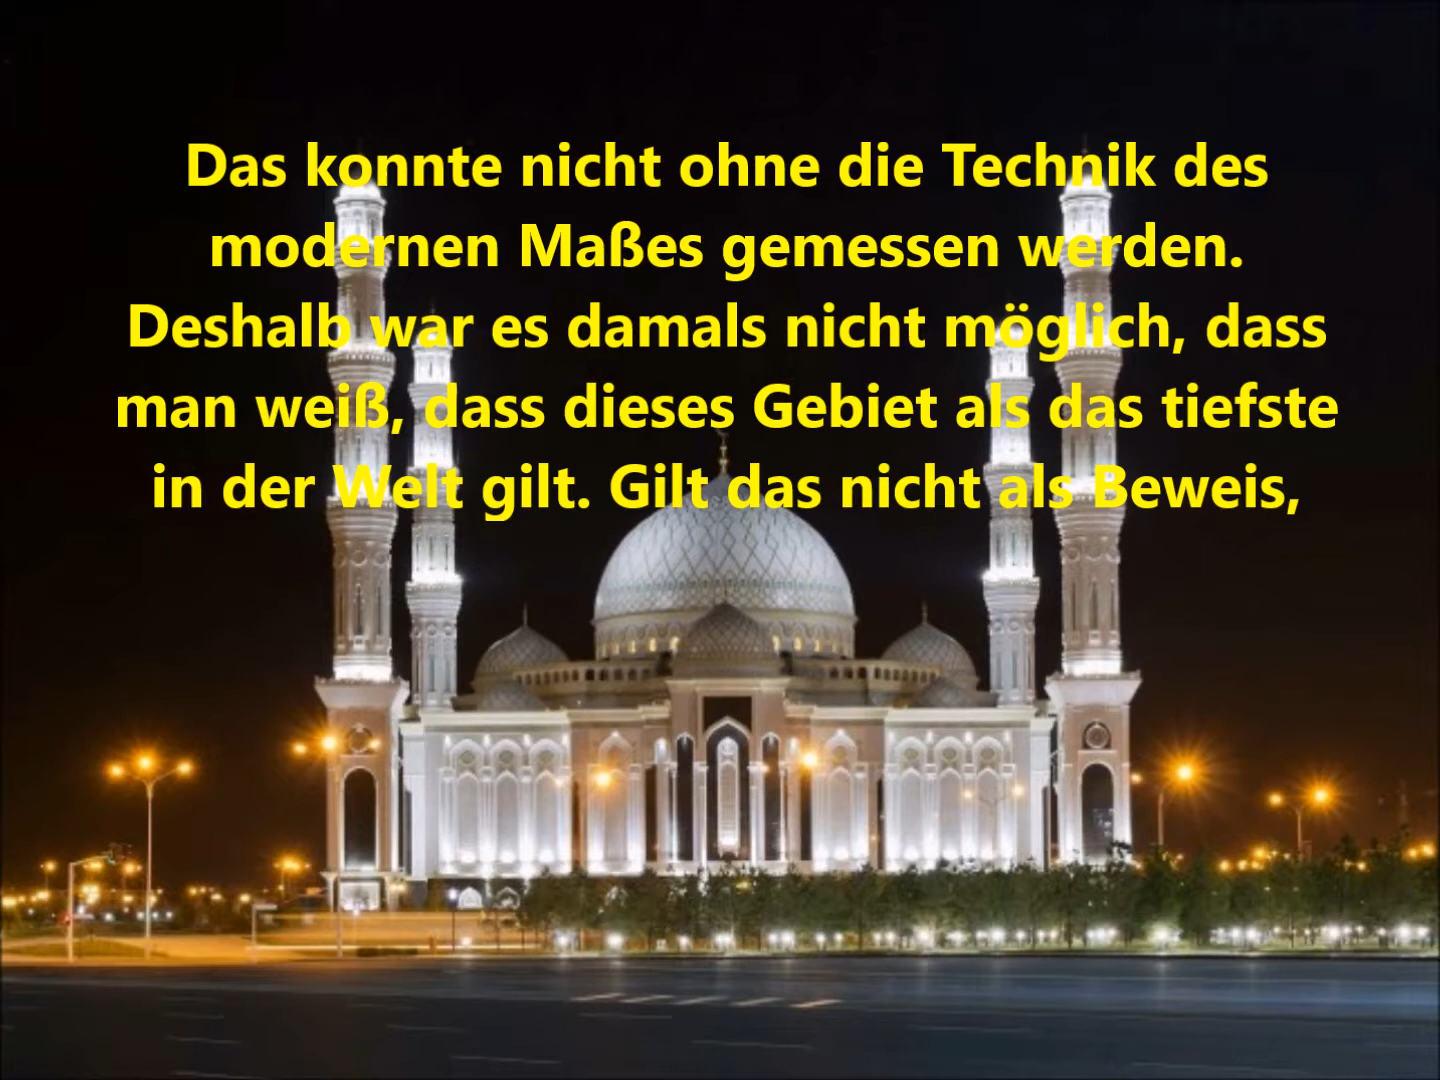 Das konnte nicht ohne die Technik des
modernen Maßes gemessen werden.
Deshalb war es damals nicht möglich, dass
man weiß, dass dieses Gebiet als das tiefste
in der Welt gilt. Gilt das nicht als Beweis,